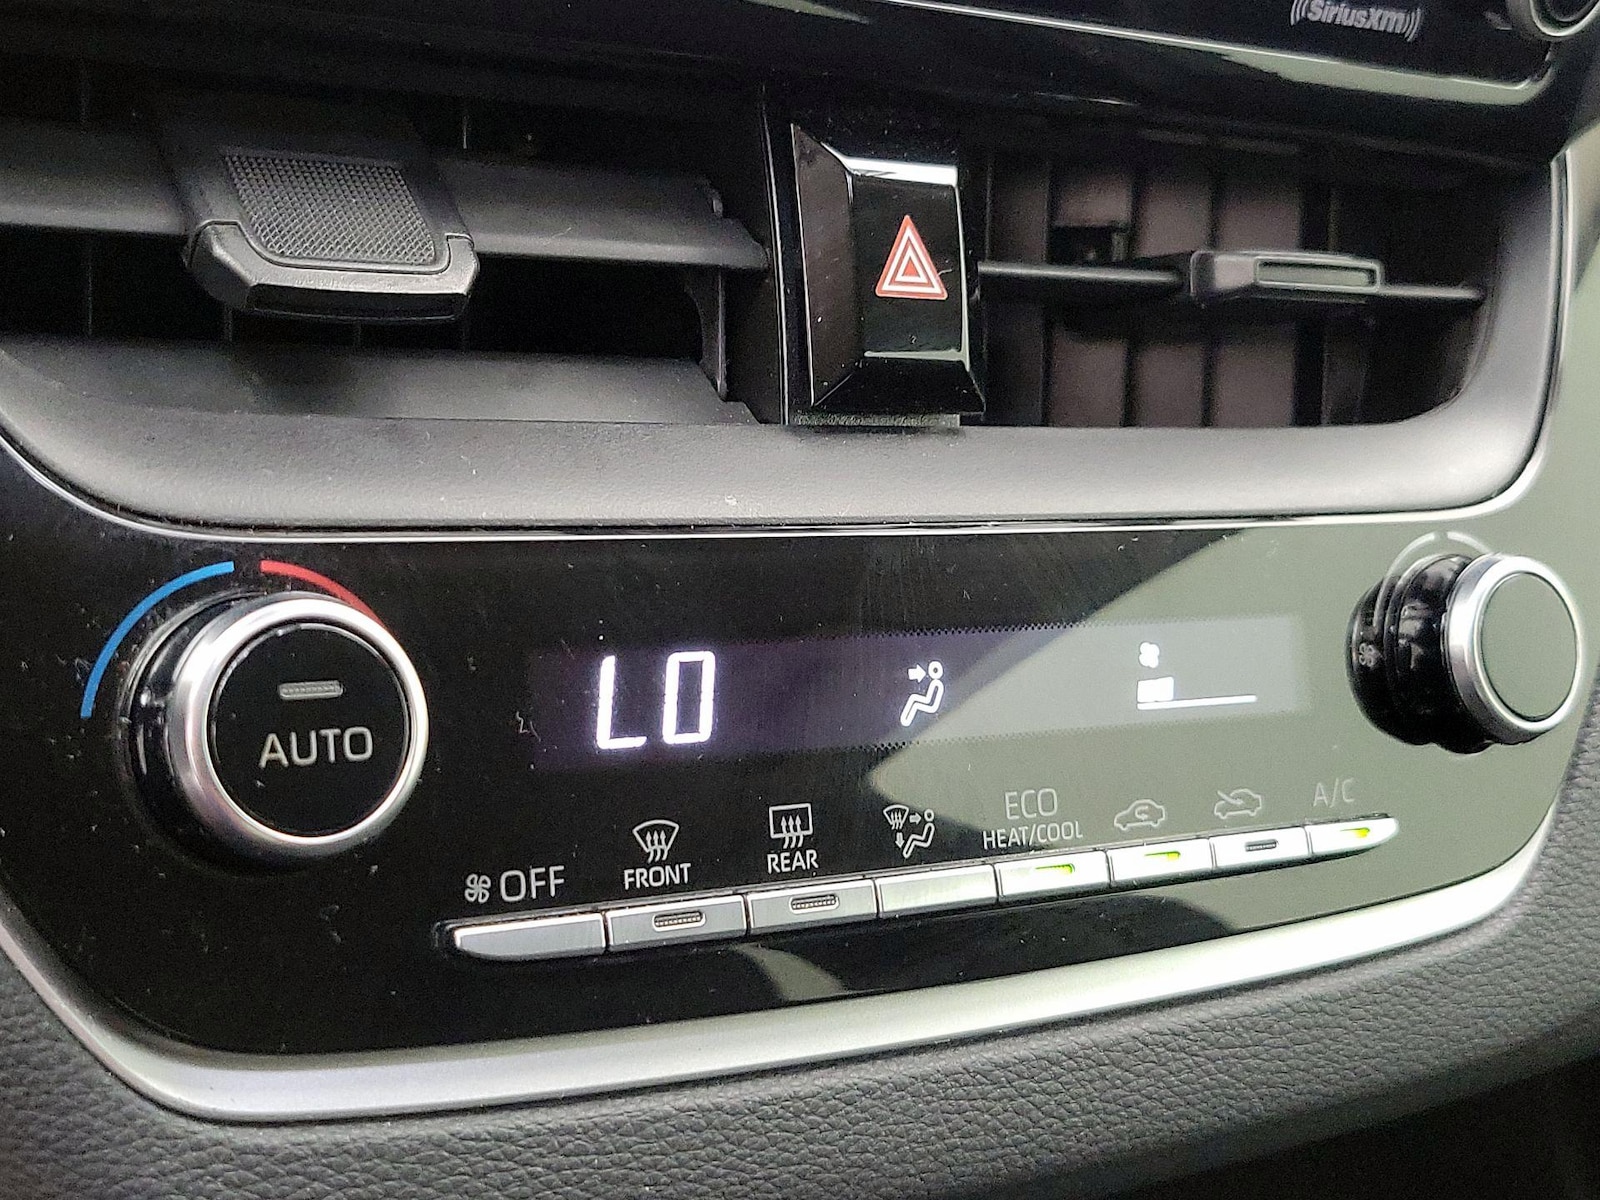 SiriusXM
AUTO
LO
OFF
FRONT
REAR
ECO
HEAT/COOL
A/C